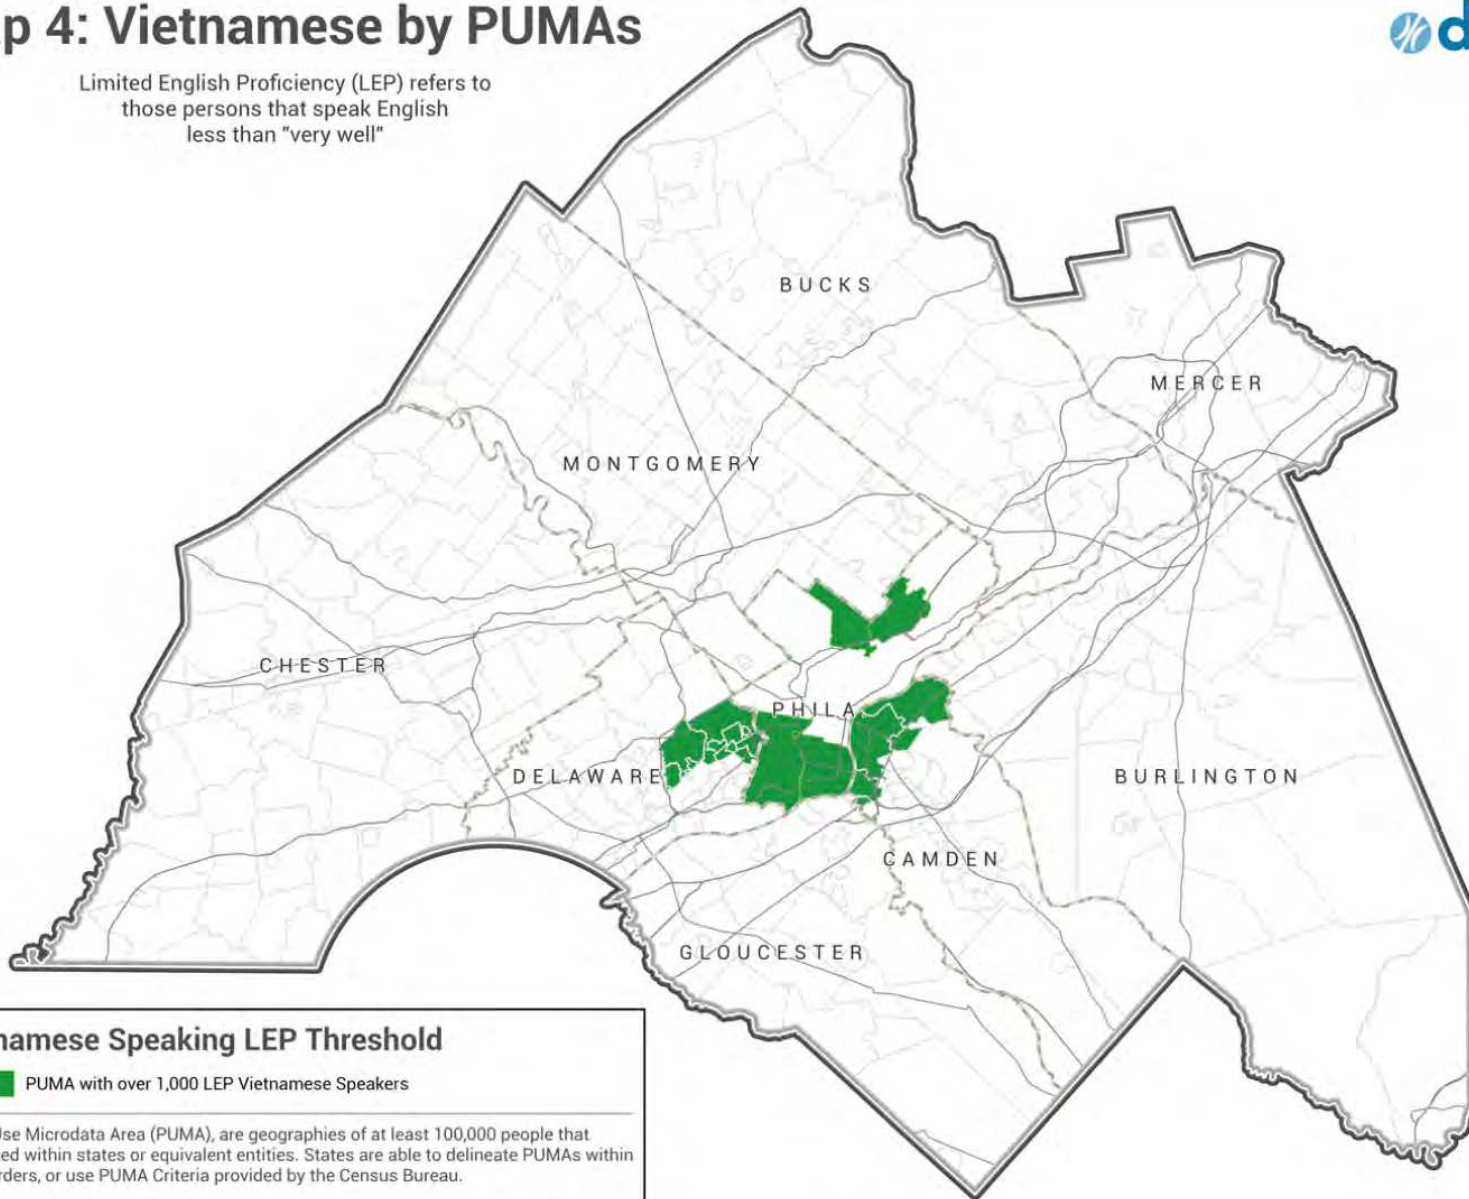 p 4: Vietnamese by PUMAs
d
Limited English Proficiency (LEP) refers to
those persons that speak English
less than "very well"
BUCKS
MERCER
MONTGOMERY
CHESTER
PHILA
DELAWARE
BURLINGTON
CAMDEN
GLOUCESTER
namese Speaking LEP Threshold
PUMA with over 1,000 LEP Vietnamese Speakers
Use Microdata Area (PUMA), are geographies of at least 100,000 people that
ed within states or equivalent entities. States are able to delineate PUMAs within
rders, or use PUMA Criteria provided by the Census Bureau.